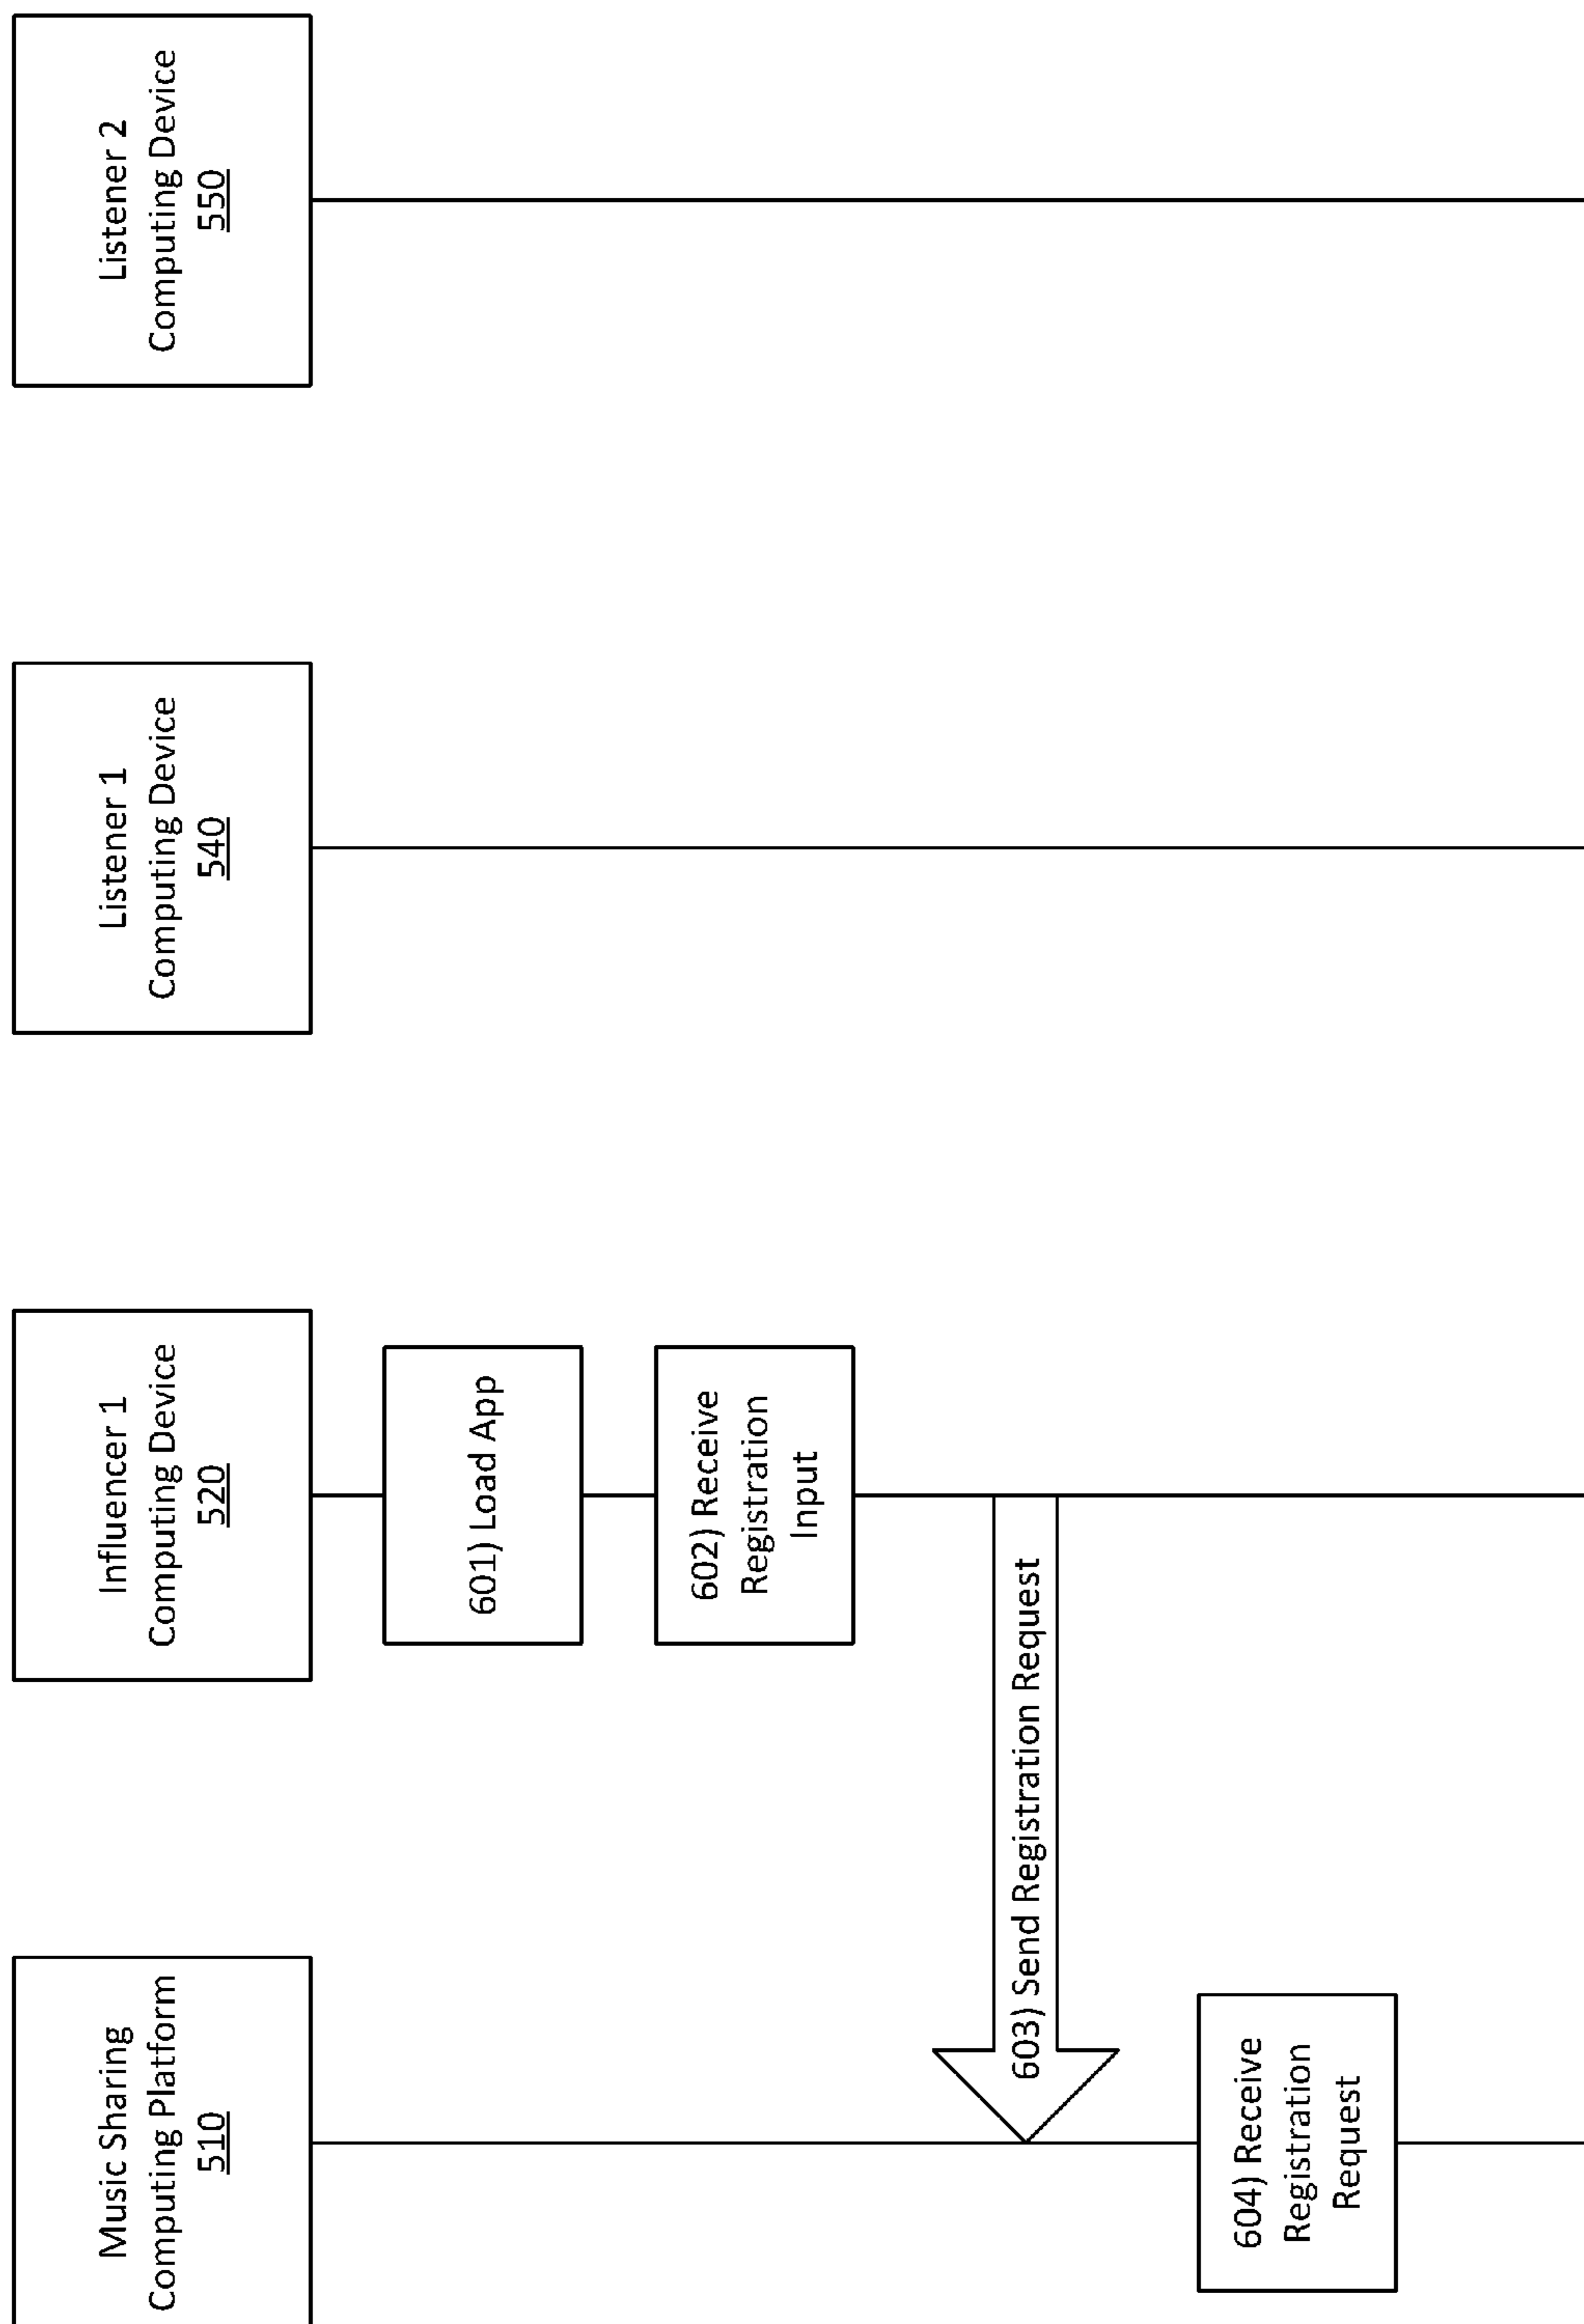 Music Sharing
Computing Platform
510
Influencer 1
Computing Device
520
Listener 1
Computing Device
540
Listener 2
Computing Device
550
601) Load App
602) Receive
Registration
Input
603) Send Registration Request
604) Receive
Registration
Request